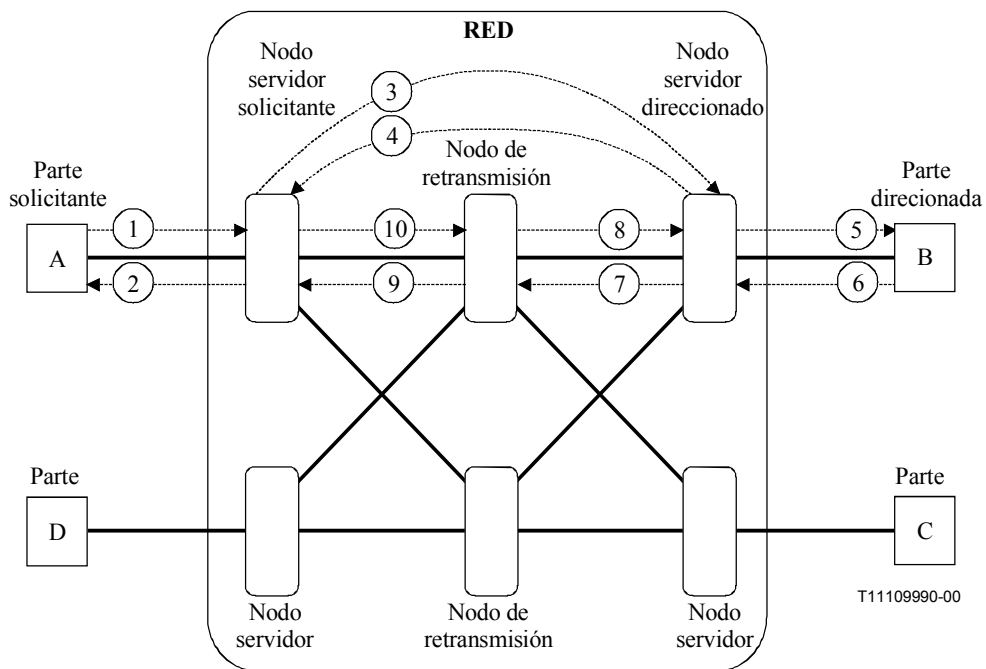 RED
Nodo
servidor
solicitante
Nodo
servidor
direccionado
3
4
Nodo de
retransmisión
Parte
solicitante
Parte
direcionada
1
10
8
5
A
B
2
9
7
6
Parte
Parte
D
C
T11109990-00
Nodo
servidor
Nodo de
retransmisión
Nodo
servidor